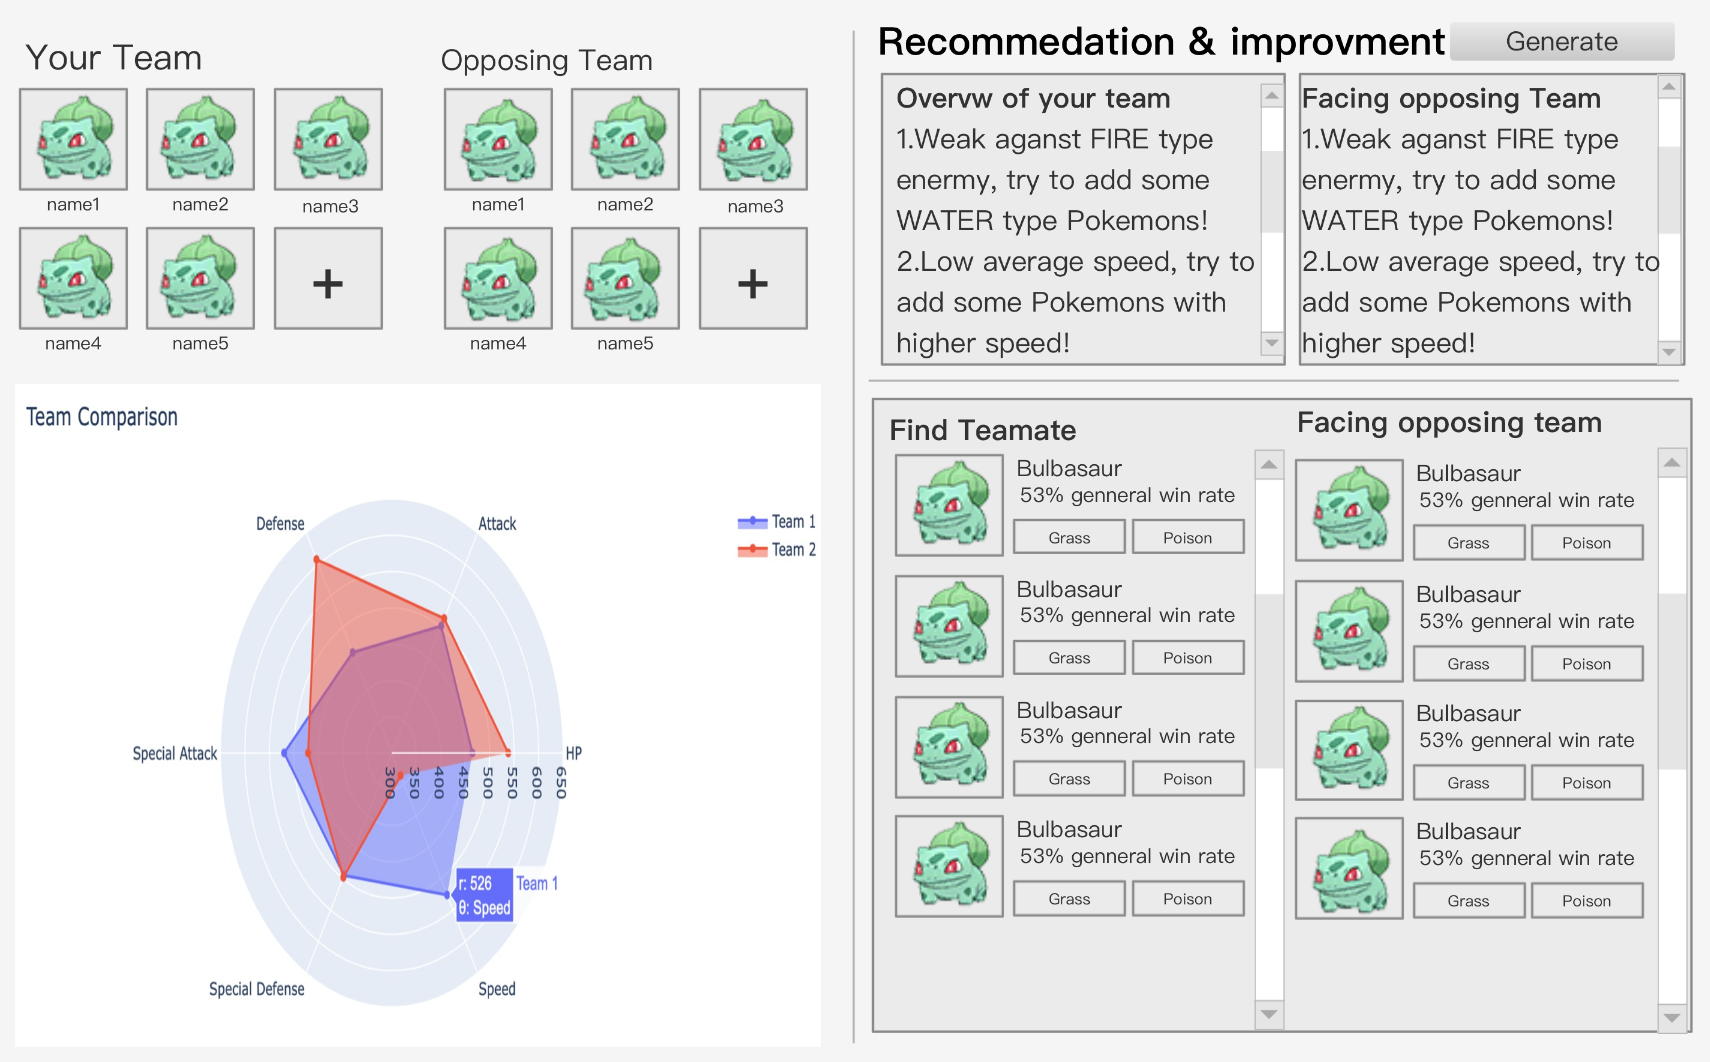 Your Team
Opposing Team
name1
name2
name3
name1
name2
name3
+
+
name4
name5
name4
name5
Team Comparison
Team 1
Team 2
Defense
Attack
Special Attack
HP
300
350
400
450
500
550
600
650
r: 526
θ: Speed
Team 1
Special Defense
Speed
Recommedation & improvment
Generate
Overvw of your team
1.Weak aganst FIRE type
enermy, try to add some
WATER type Pokemons!
2.Low average speed, try to
add some Pokemons with
higher speed!
Facing opposing Team
1.Weak aganst FIRE type
enermy, try to add some
WATER type Pokemons!
2.Low average speed, try to
add some Pokemons with
higher speed!
Find Teamate
Bulbasaur
53% genneral win rate
Grass
Poison
Bulbasaur
53% genneral win rate
Grass
Poison
Bulbasaur
53% genneral win rate
Grass
Poison
Bulbasaur
53% genneral win rate
Grass
Poison
Facing opposing team
Bulbasaur
53% genneral win rate
Grass
Poison
Bulbasaur
53% genneral win rate
Grass
Poison
Bulbasaur
53% genneral win rate
Grass
Poison
Bulbasaur
53% genneral win rate
Grass
Poison